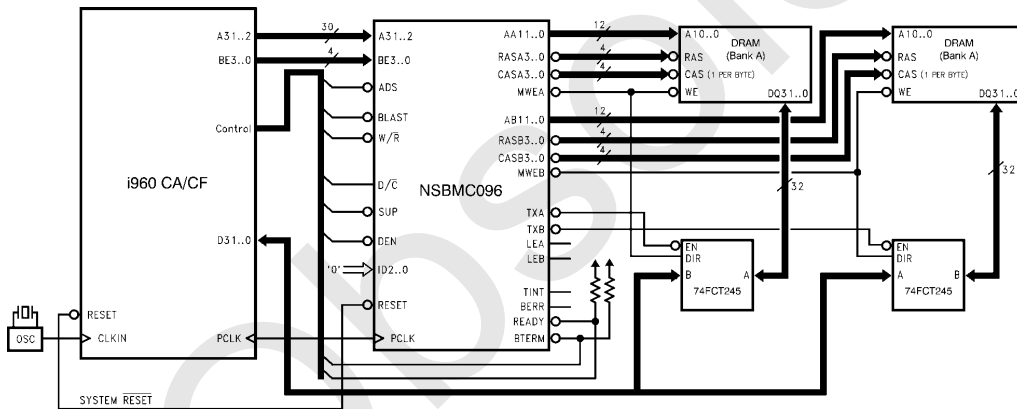 i960 CA/CF
A31..2
BE3..0
Control
D31..0
RESET
CLKIN
PCLK
OSC
SYSTEM RESET
30
4
NSBMC096
A31..2
BE3..0
ADS
BLAST
W/R
D/C
SUP
DEN
'0'
ID2..0
RESET
PCLK
AA11..0
RASA3..0
CASA3..0
MWEA
AB11..0
RASB3..0
CASB3..0
MWEB
TXA
TXB
LEA
LEB
TINT
BERR
READY
BTERM
12
4
4
12
4
4
A10..0
DRAM
(Bank A)
RAS
CAS (1 PER BYTE)
WE
DQ31..0
32
A10..0
DRAM
(Bank A)
RAS
CAS (1 PER BYTE)
WE
DQ31..0
32
EN
DIR
B
A
74FCT245
EN
DIR
A
B
74FCT245
Obsolete